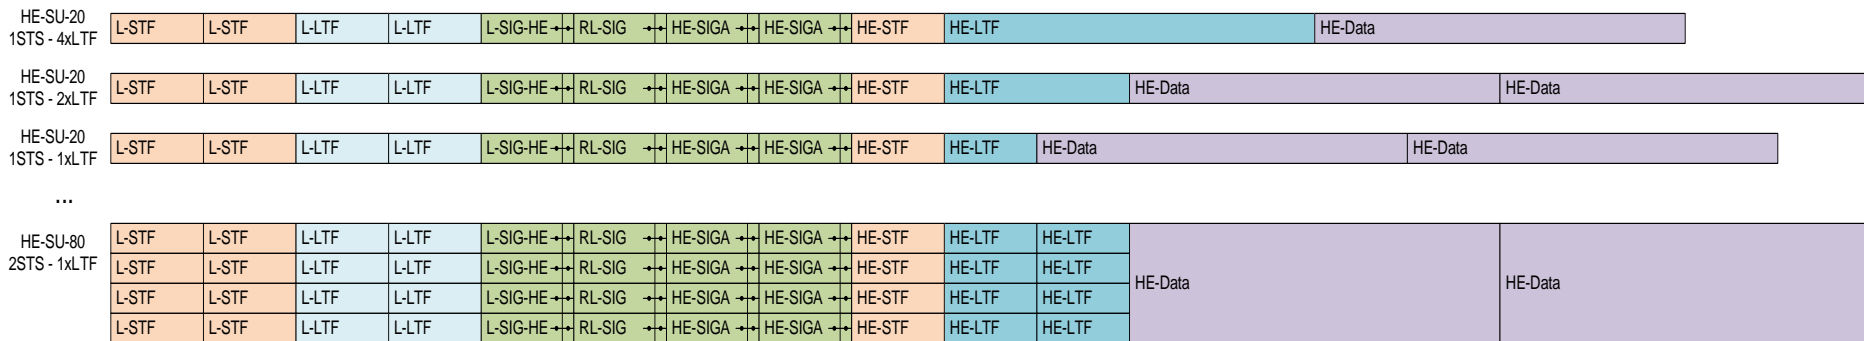 HE-SU-20
1STS - 4xLTF
L-STF L-STF L-LTF L-LTF L-SIG-HE RL-SIG HE-SIGA HE-SIGA HE-STF HE-LTF HE-Data
HE-SU-20
1STS - 2xLTF
L-STF L-STF L-LTF L-LTF L-SIG-HE RL-SIG HE-SIGA HE-SIGA HE-STF HE-LTF HE-Data HE-Data
HE-SU-20
1STS - 1xLTF
L-STF L-STF L-LTF L-LTF L-SIG-HE RL-SIG HE-SIGA HE-SIGA HE-STF HE-LTF HE-Data HE-Data
...
HE-SU-80
2STS - 1xLTF
L-STF L-STF L-LTF L-LTF L-SIG-HE RL-SIG HE-SIGA HE-SIGA HE-STF HE-LTF HE-LTF
L-STF L-STF L-LTF L-LTF L-SIG-HE RL-SIG HE-SIGA HE-SIGA HE-STF HE-LTF HE-LTF
HE-Data HE-Data
L-STF L-STF L-LTF L-LTF L-SIG-HE RL-SIG HE-SIGA HE-SIGA HE-STF HE-LTF HE-LTF
L-STF L-STF L-LTF L-LTF L-SIG-HE RL-SIG HE-SIGA HE-SIGA HE-STF HE-LTF HE-LTF